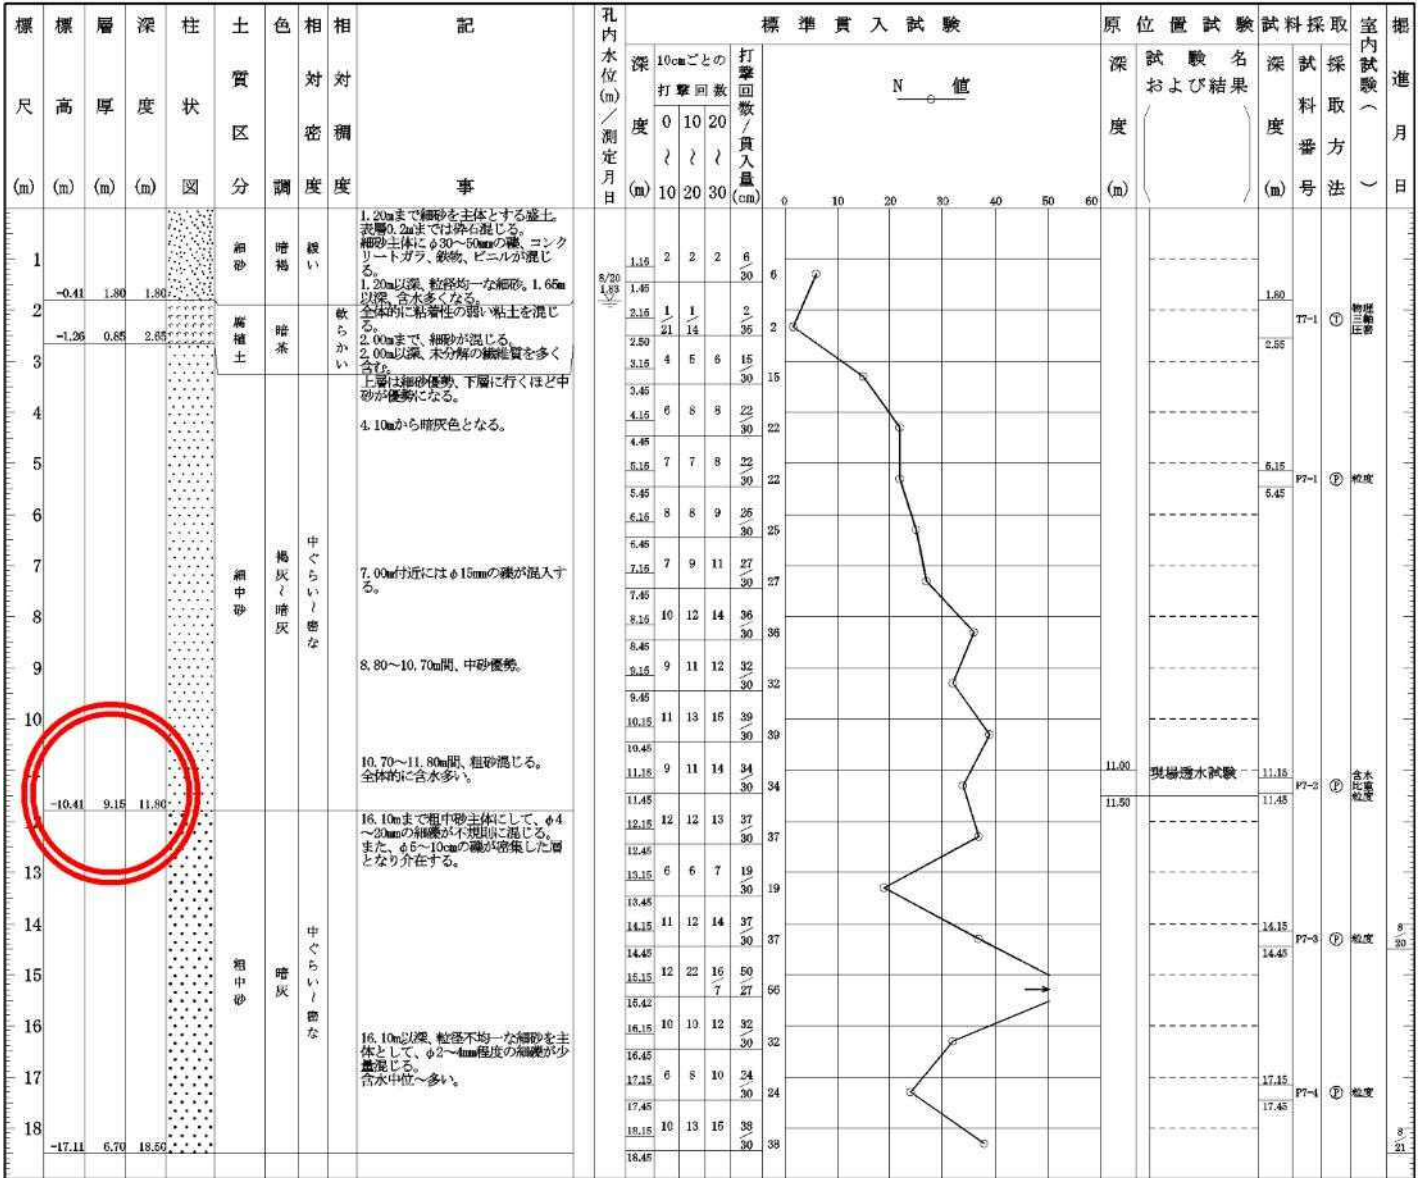 標尺(m)
標高(m)
層厚(m)
深度(m)
柱状図
土質区分
色調
相対密度
相対稠度
記事
孔内水位(m)／測定月日
標準貫入試験
深度(m)
10cmごとの
打撃回数
0 10 20
～ ～ ～
10 20 30
打撃回数／貫入量(cm)
N 値
0 10 20 30 40 50 60
原位置試験
深度(m)
試験名
および結果
試料採取
深度(m)
試料番号
採取方法
室内試験( )
掘進月日
細砂
暗褐
緩い
1.20mまで細砂を主体とする盛土。
表層0.2mまでは砕石混じる。
細砂主体にφ30～50mmの礫、コンク
リートガラ、鉄物、ビニルが混じ
る。
1.20m以深、粒径均一な細砂。1.65m
以深、含水多くなる。
-0.41 1.80 1.80
8/20
1.83
腐植土
暗茶
軟らかい
全体的に粘着性の弱い粘土を混じ
る。
2.00mまで、細砂が混じる。
2.00m以深、未分解の繊維質を多く
含む。
-1.26 0.85 2.65
細中砂
褐灰～暗灰
中ぐらい～密な
上層は細砂優勢、下層に行くほど中
砂が優勢になる。
4.10mから暗灰色となる。
7.00m付近にはφ15mmの礫が混入す
る。
8.80～10.70m間、中砂優勢。
10.70～11.80m間、粗砂混じる。
全体的に含水多い。
-10.41 9.15 11.80
粗中砂
暗灰
中ぐらい～密な
16.10mまで粗中砂主体にして、φ4
～20mmの細礫が不規則に混じる。
また、φ5～10cmの礫が密集した層
となり介在する。
16.10m以深、粒径不均一な細砂を主
体として、φ2～4mm程度の細礫が少
量混じる。
含水中位～多い。
-17.11 6.70 18.50
1
2
3
4
5
6
7
8
9
10
13
14
15
16
17
18
1.15 2 2 2 6/30 6
1.45
2.15 1/21 1/14 2/35 2
2.50
3.15 4 5 6 15/30 15
3.45
4.15 6 8 8 22/30 22
4.45
5.15 7 7 8 22/30 22
5.45
6.15 8 8 9 25/30 25
6.45
7.15 7 9 11 27/30 27
7.45
8.15 10 12 14 36/30 36
8.45
9.15 9 11 12 32/30 32
9.45
10.15 11 13 15 39/30 39
10.45
11.15 9 11 14 34/30 34
11.45
12.15 12 12 13 37/30 37
12.45
13.15 6 6 7 19/30 19
13.45
14.15 11 12 14 37/30 37
14.45
15.15 12 22 16/7 50/27 56
15.42
16.15 10 10 12 32/30 32
16.45
17.15 6 8 10 24/30 24
17.45
18.15 10 13 15 38/30 38
18.45
11.00
現場透水試験
11.50
1.80
T7-1 Ⓣ 物理 三軸 圧密
2.55
5.15
P7-1 Ⓟ 粒度
5.45
11.15
P7-2 Ⓟ 含水 比重 粒度
11.45
14.15
P7-3 Ⓟ 粒度
14.45
17.15
P7-4 Ⓟ 粒度
17.45
8/20
8/21